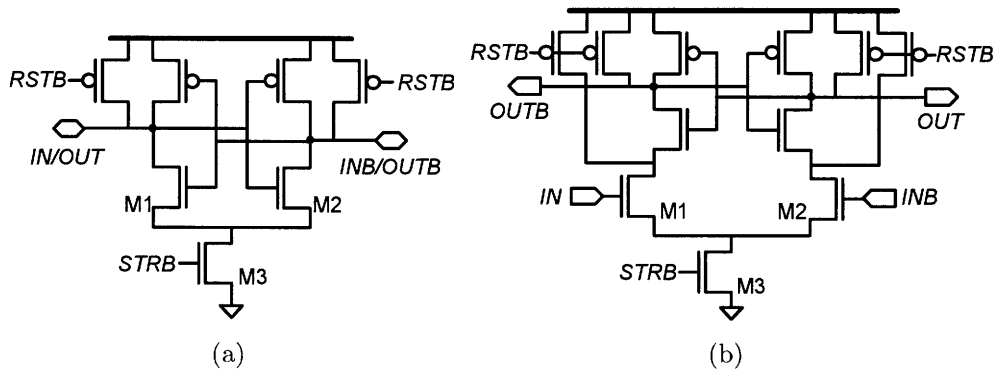 RSTB
RSTB
IN/OUT
INB/OUTB
M1
M2
STRB
M3
(a)
RSTB
RSTB
OUTB
OUT
IN
M1
M2
INB
STRB
M3
(b)